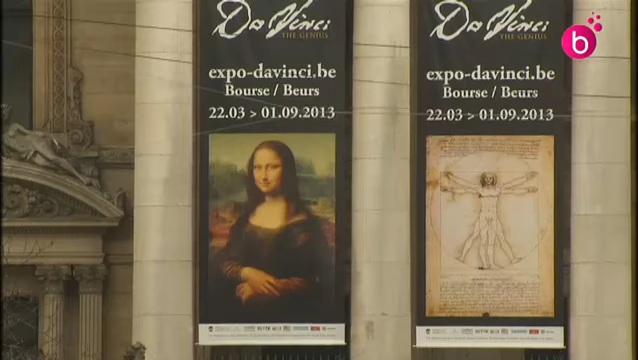 Da Vinci
THE GENIUS
expo-davinci.be
Bourse / Beurs
22.03 > 01.09.2013
Da Vinci
THE GENIUS
expo-davinci.be
Bourse / Beurs
22.03 > 01.09.2013
b